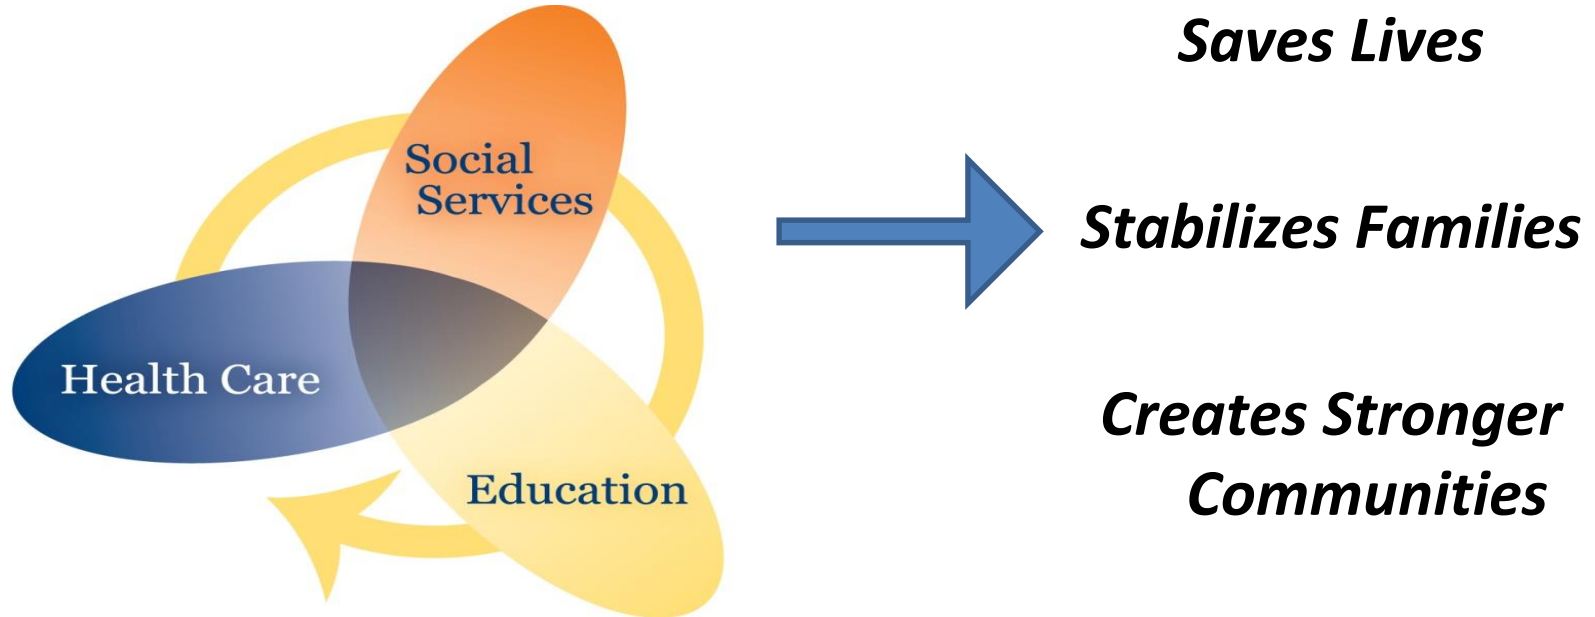 Social
Services
Health Care
Education
Saves Lives
Stabilizes Families
Creates Stronger
Communities